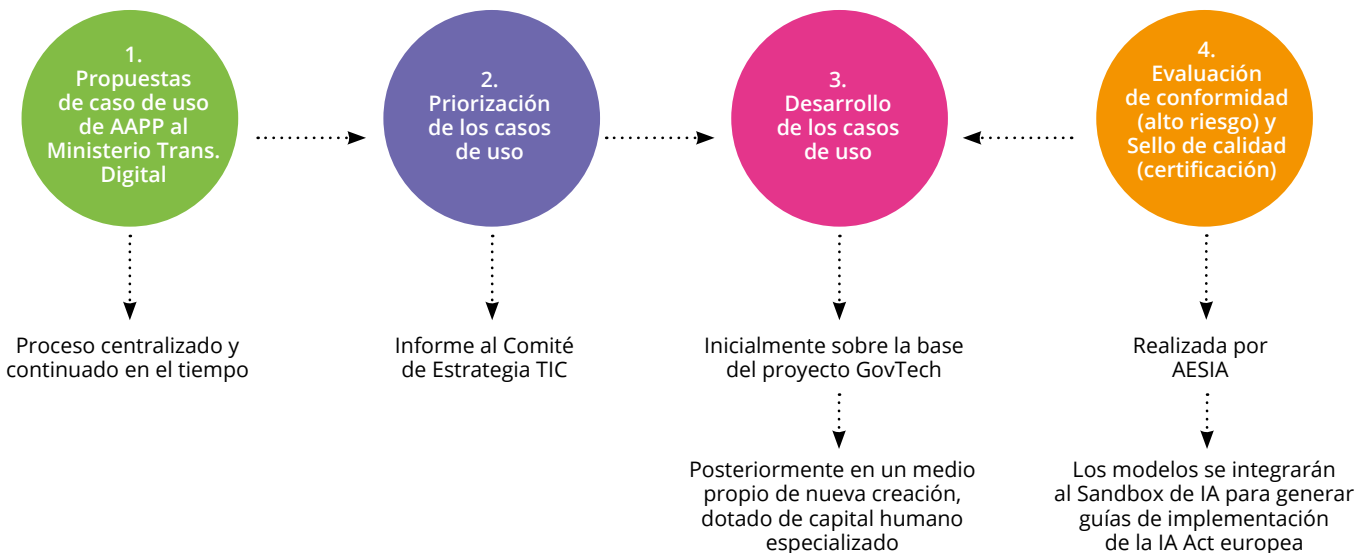 1.
Propuestas
de caso de uso
de AAPP al
Ministerio Trans.
Digital
2.
Priorización
de los casos
de uso
3.
Desarrollo
de los casos
de uso
4.
Evaluación
de conformidad
(alto riesgo) y
Sello de calidad
(certificación)
Proceso centralizado y
continuado en el tiempo
Informe al Comité
de Estrategia TIC
Inicialmente sobre la base
del proyecto GovTech
Realizada por
AESIA
Posteriormente en un medio
propio de nueva creación,
dotado de capital humano
especializado
Los modelos se integrarán
al Sandbox de IA para generar
guías de implementación
de la IA Act europea